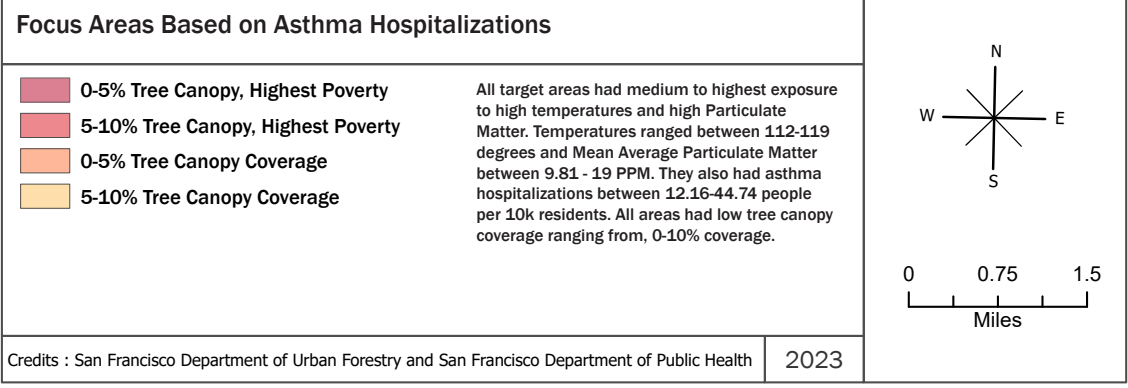 Focus Areas Based on Asthma Hospitalizations
0-5% Tree Canopy, Highest Poverty
5-10% Tree Canopy, Highest Poverty
0-5% Tree Canopy Coverage
5-10% Tree Canopy Coverage
All target areas had medium to highest exposure
to high temperatures and high Particulate
Matter. Temperatures ranged between 112-119
degrees and Mean Average Particulate Matter
between 9.81 - 19 PPM. They also had asthma
hospitalizations between 12.16-44.74 people
per 10k residents. All areas had low tree canopy
coverage ranging from, 0-10% coverage.
Credits : San Francisco Department of Urban Forestry and San Francisco Department of Public Health
2023
N
W E
S
0 0.75 1.5
Miles